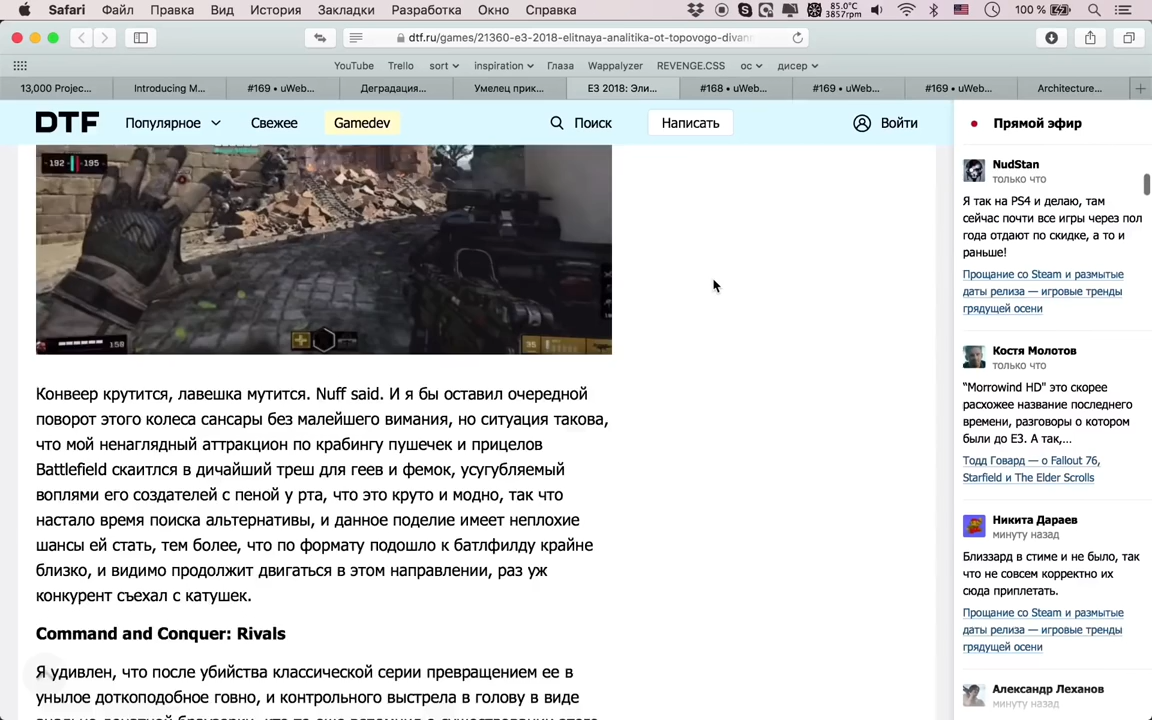 Safari Файл Правка Вид История Закладки Разработка Окно Справка 85.0°C 3857rpm 100 %
dtf.ru/games/21360-e3-2018-elitnaya-analitika-ot-topovogo-divan
YouTube Trello sort inspiration Глаза Wappalyzer REVENGE.CSS ос дисер
13,000 Projec... Introducing M... #169 • uWeb... Деградация... Умелец прик... E3 2018: Эли... #168 • uWeb... #169 • uWeb... #169 • uWeb... Architecture...
DTF Популярное Свежее Gamedev Поиск Написать Войти
192 195
158
35
Конвеер крутится, лавешка мутится. Nuff said. И я бы оставил очередной
поворот этого колеса сансары без малейшего вимания, но ситуация такова,
что мой ненаглядный аттракцион по крабингу пушечек и прицелов
Battlefield скаитлся в дичайший треш для геев и фемок, усугубляемый
воплями его создателей с пеной у рта, что это круто и модно, так что
настало время поиска альтернативы, и данное поделие имеет неплохие
шансы ей стать, тем более, что по формату подошло к батлфилду крайне
близко, и видимо продолжит двигаться в этом направлении, раз уж
конкурент съехал с катушек.
Command and Conquer: Rivals
Я удивлен, что после убийства классической серии превращением ее в
унылое доткоподобное говно, и контрольного выстрела в голову в виде
Прямой эфир
NudStan
только что
Я так на PS4 и делаю, там
сейчас почти все игры через пол
года отдают по скидке, а то и
раньше!
Прощание со Steam и размытые
даты релиза — игровые тренды
грядущей осени
Костя Молотов
только что
“Morrowind HD" это скорее
расхожее название последнего
времени, разговоры о котором
были до E3. А так,...
Тодд Говард — о Fallout 76,
Starfield и The Elder Scrolls
Никита Дараев
минуту назад
Близзард в стиме и не было, так
что не совсем корректно их
сюда приплетать.
Прощание со Steam и размытые
даты релиза — игровые тренды
грядущей осени
Александр Леханов
минуту назад